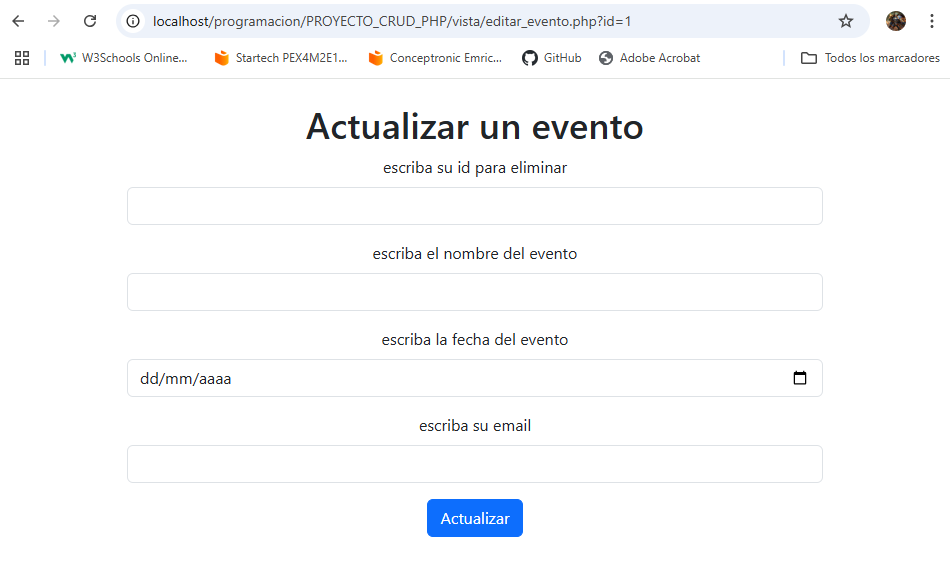 localhost/programacion/PROYECTO_CRUD_PHP/vista/editar_evento.php?id=1
W3Schools Online... Startech PEX4M2E1... Conceptronic Emric... GitHub Adobe Acrobat Todos los marcadores
Actualizar un evento
escriba su id para eliminar
escriba el nombre del evento
escriba la fecha del evento
dd/mm/aaaa
escriba su email
Actualizar